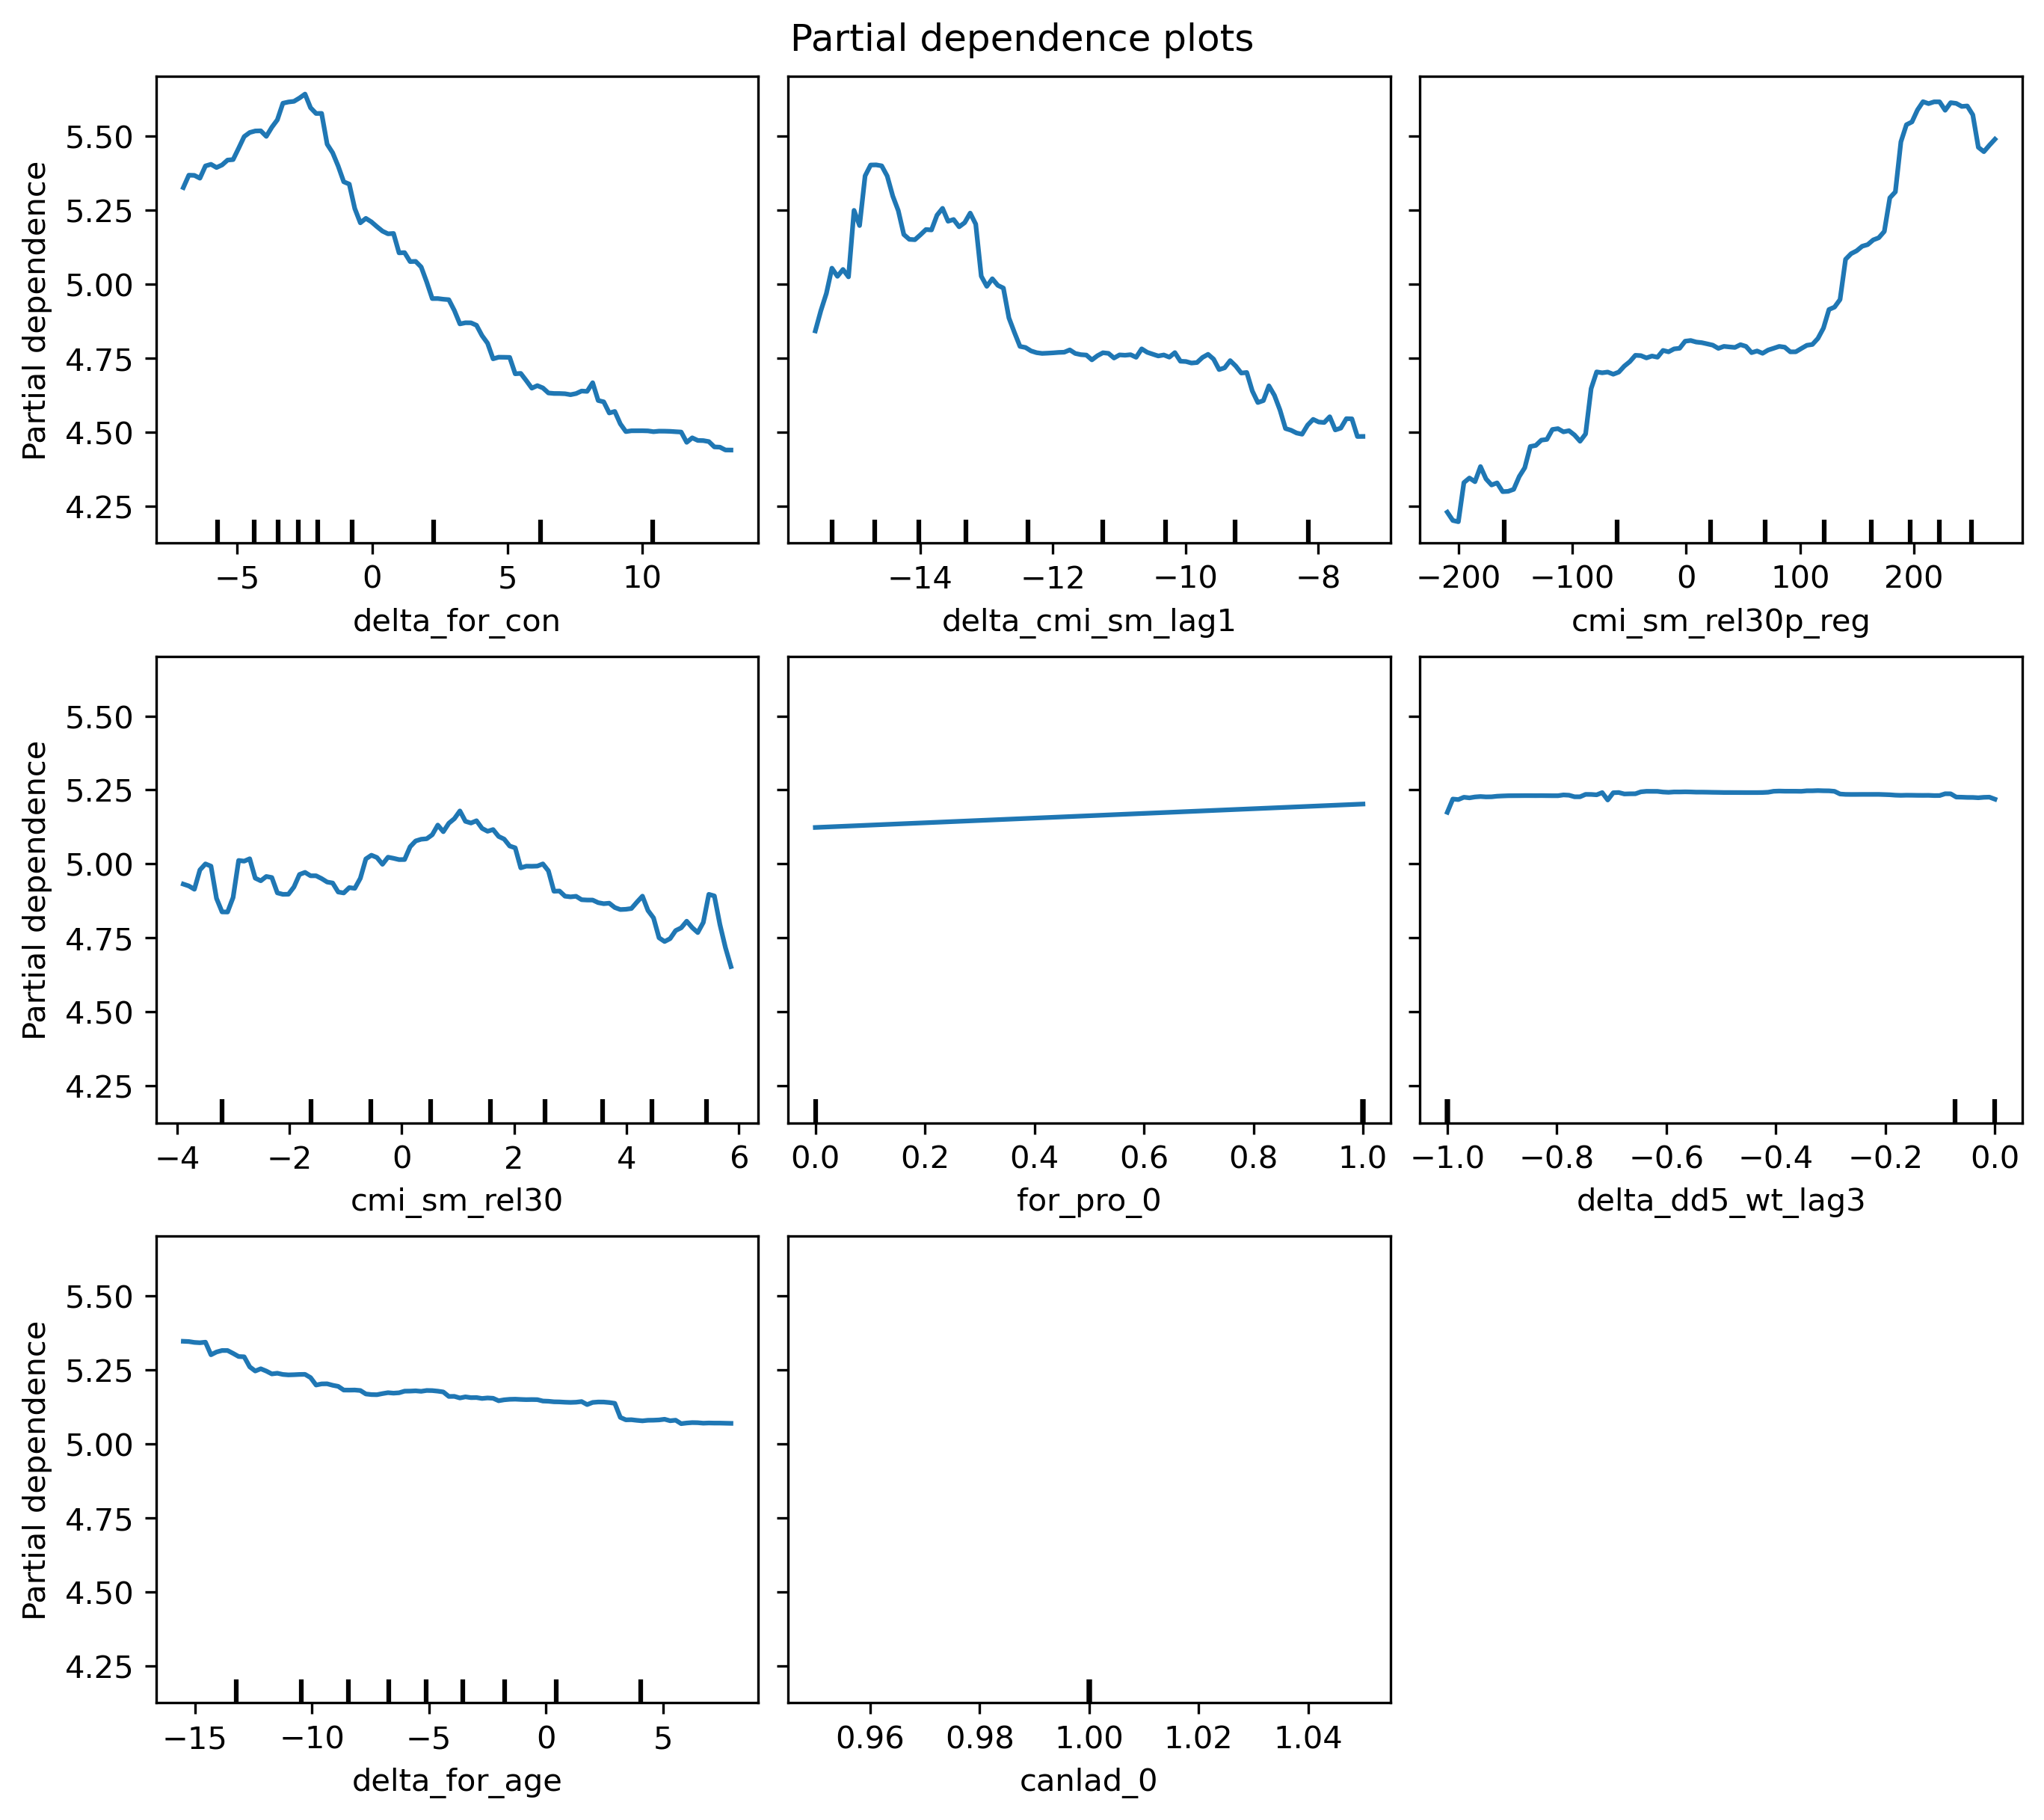 Partial dependence plots
Partial dependence
5.50
5.25
5.00
4.75
4.50
4.25
−5 0 5 10
delta_for_con
−14 −12 −10 −8
delta_cmi_sm_lag1
−200 −100 0 100 200
cmi_sm_rel30p_reg
Partial dependence
5.50
5.25
5.00
4.75
4.50
4.25
−4 −2 0 2 4 6
cmi_sm_rel30
0.0 0.2 0.4 0.6 0.8 1.0
for_pro_0
−1.0 −0.8 −0.6 −0.4 −0.2 0.0
delta_dd5_wt_lag3
Partial dependence
5.50
5.25
5.00
4.75
4.50
4.25
−15 −10 −5 0 5
delta_for_age
0.96 0.98 1.00 1.02 1.04
canlad_0